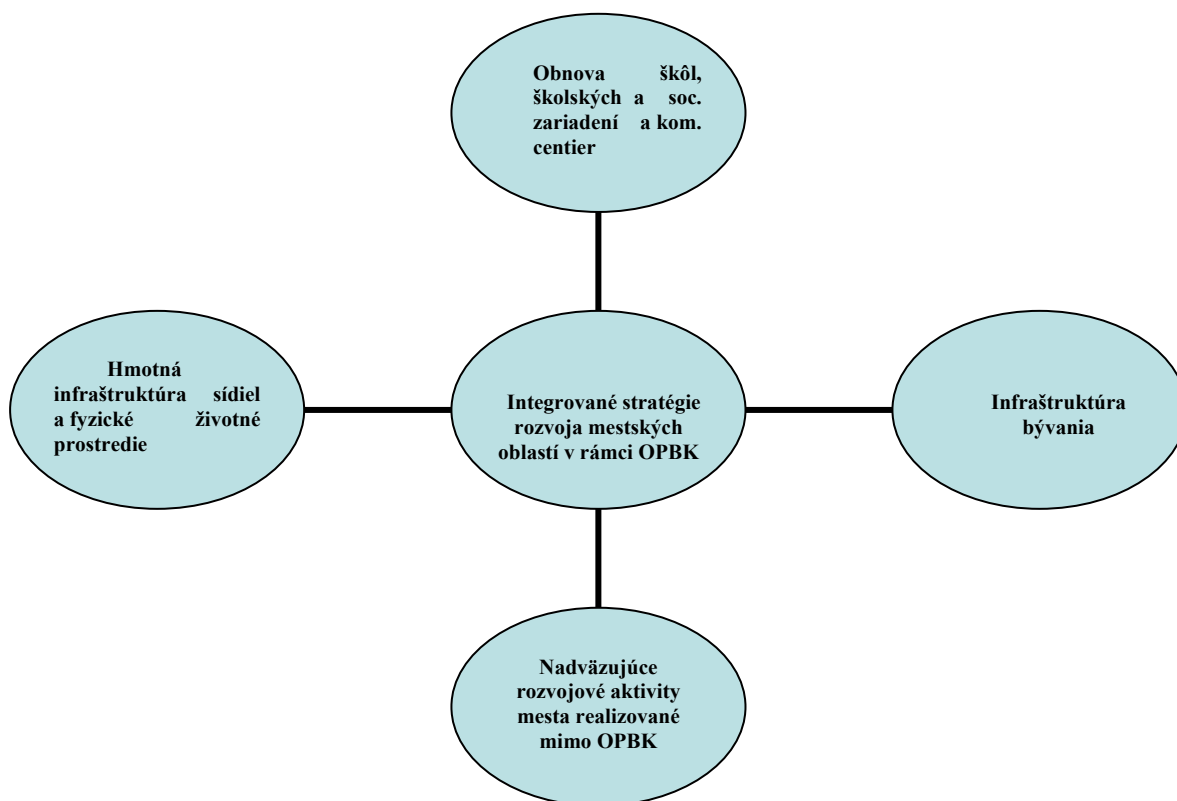 Obnova škôl,
školských a soc.
zariadení a kom.
centier
Hmotná
infraštruktúra sídiel
a fyzické životné
prostredie
Integrované stratégie
rozvoja mestských
oblastí v rámci OPBK
Infraštruktúra
bývania
Nadväzujúce
rozvojové aktivity
mesta realizované
mimo OPBK